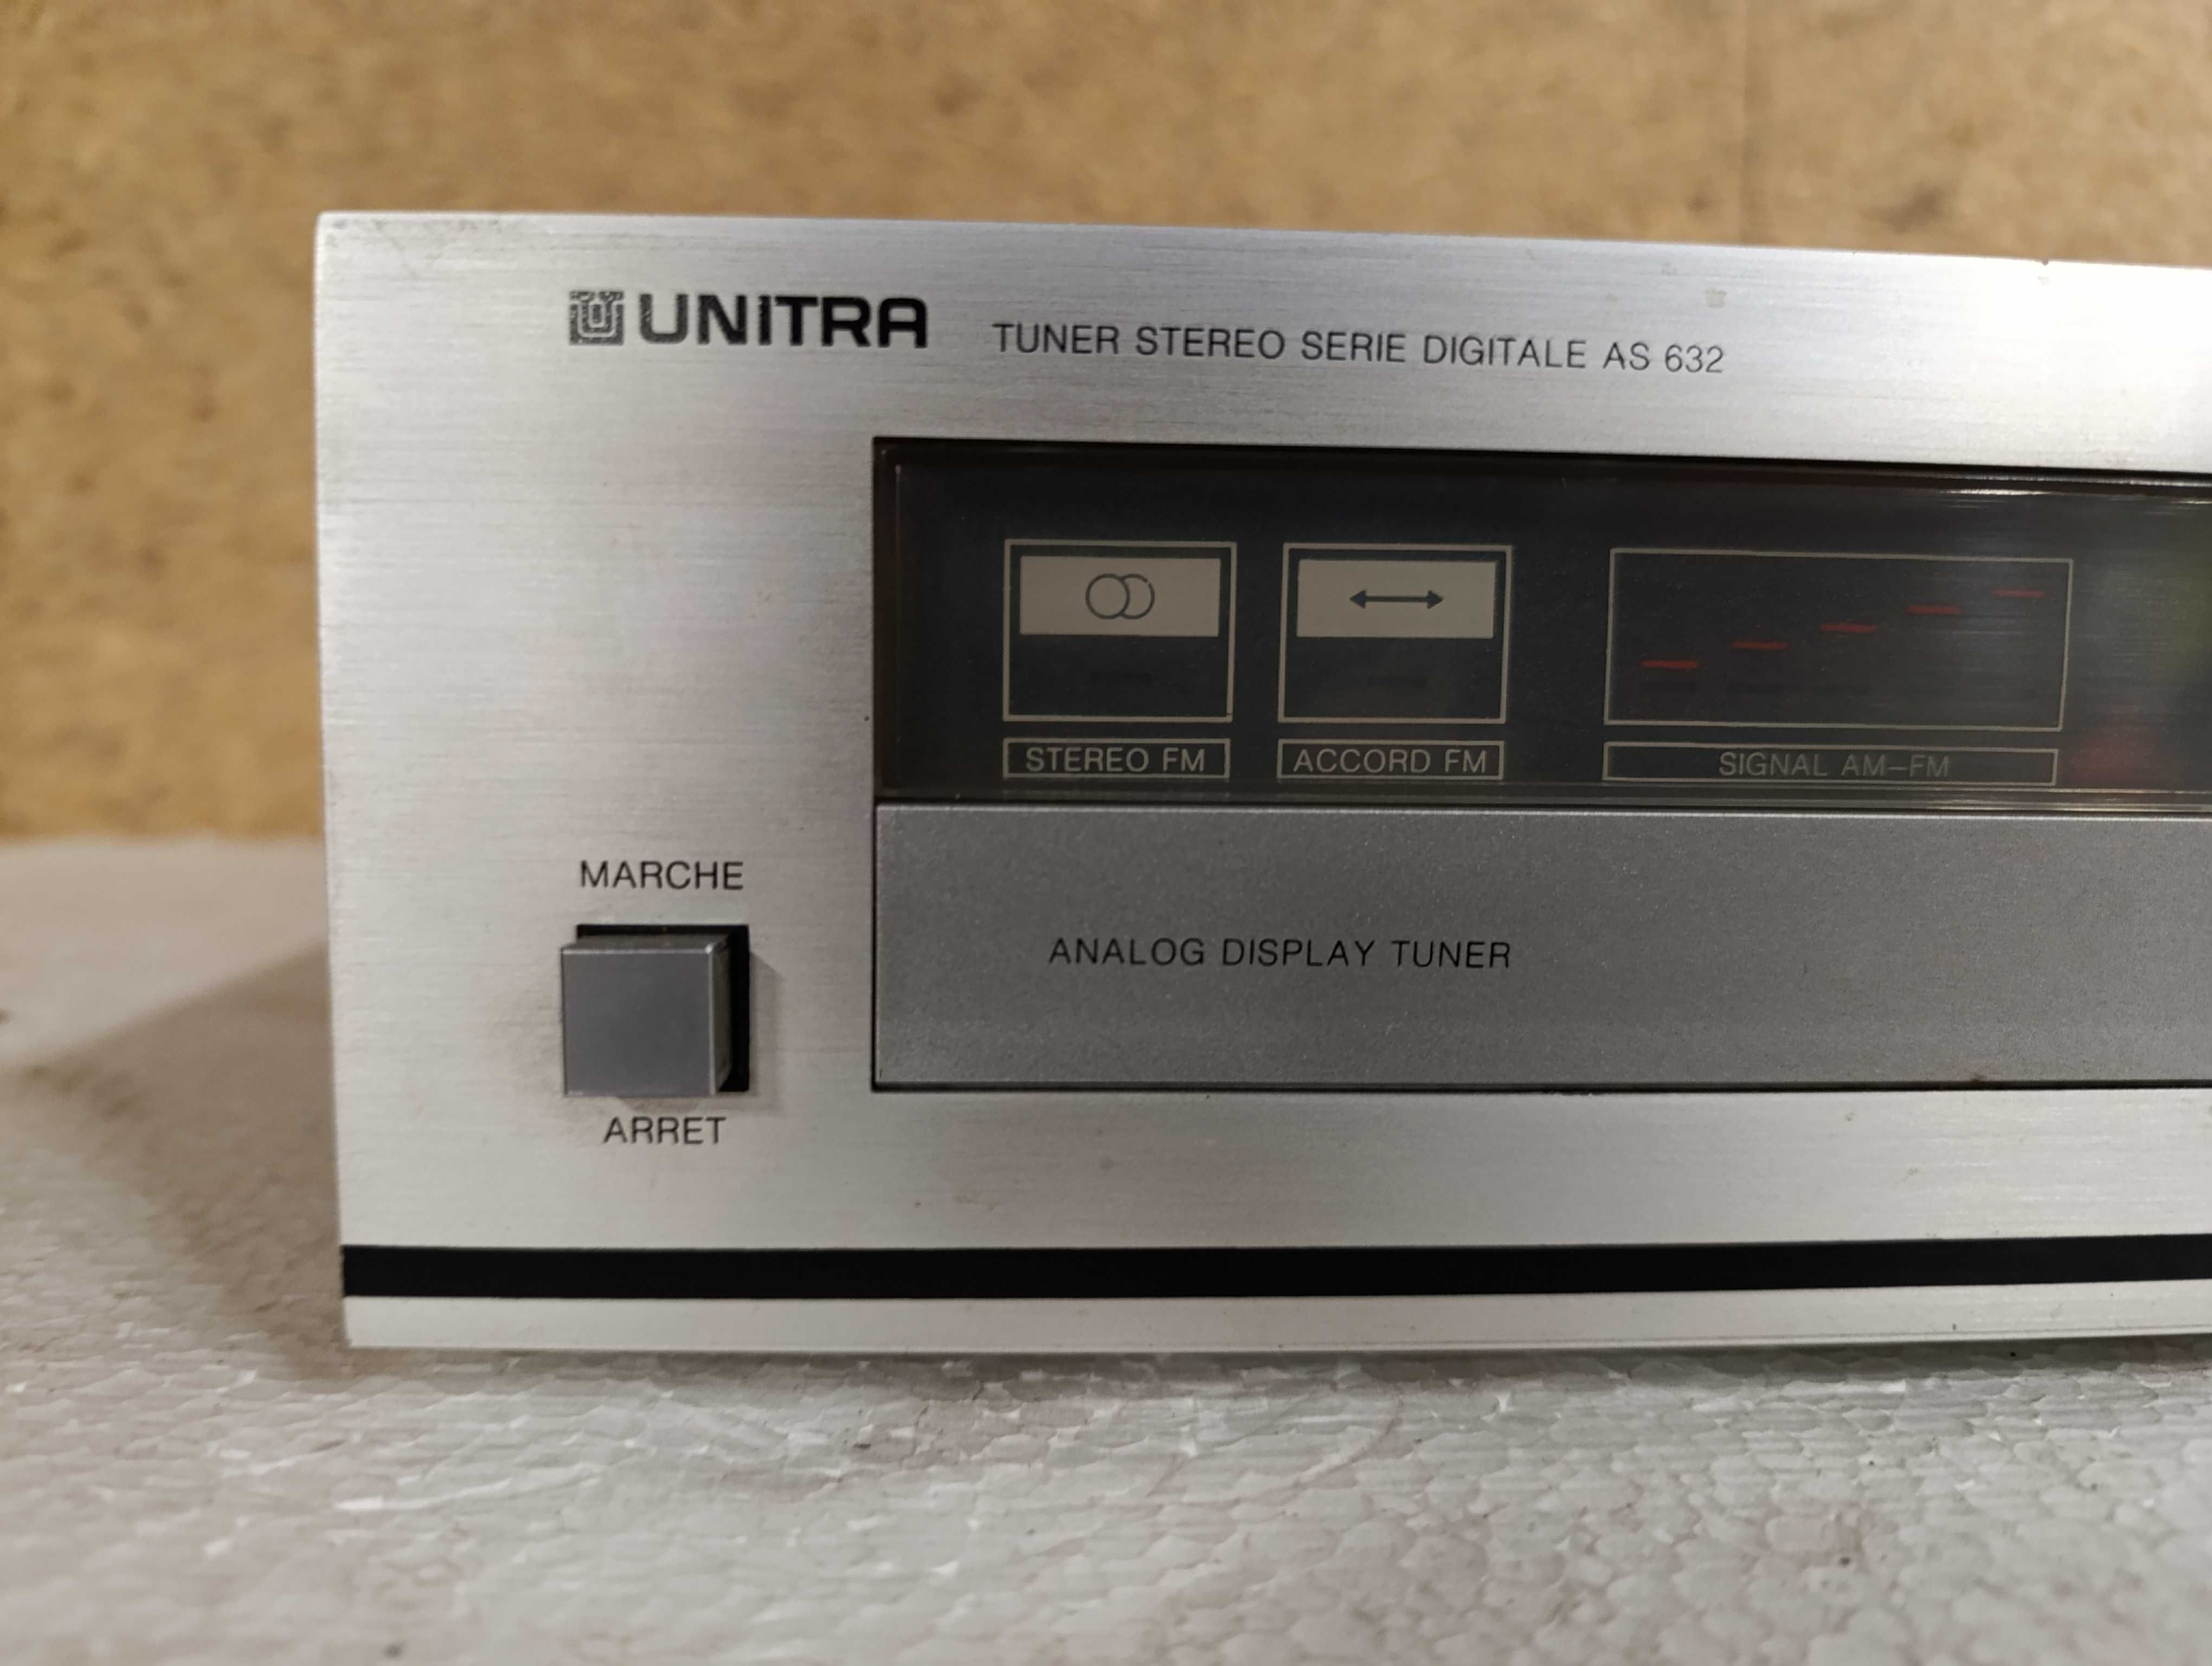 UNITRA TUNER STEREO SERIE DIGITALE AS 632
STEREO FM ACCORD FM SIGNAL AM-FM
MARCHE
ANALOG DISPLAY TUNER
ARRET